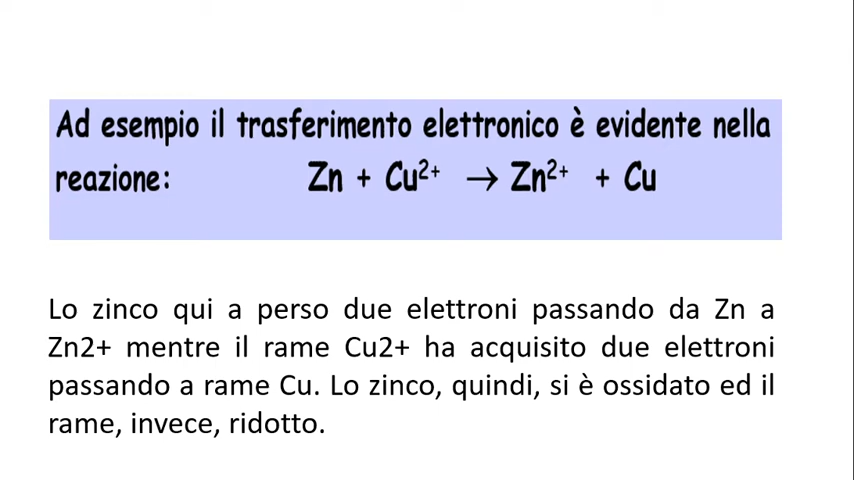 Ad esempio il trasferimento elettronico è evidente nella
reazione: Zn + Cu²⁺ → Zn²⁺ + Cu
Lo zinco qui a perso due elettroni passando da Zn a
Zn2+ mentre il rame Cu2+ ha acquisito due elettroni
passando a rame Cu. Lo zinco, quindi, si è ossidato ed il
rame, invece, ridotto.